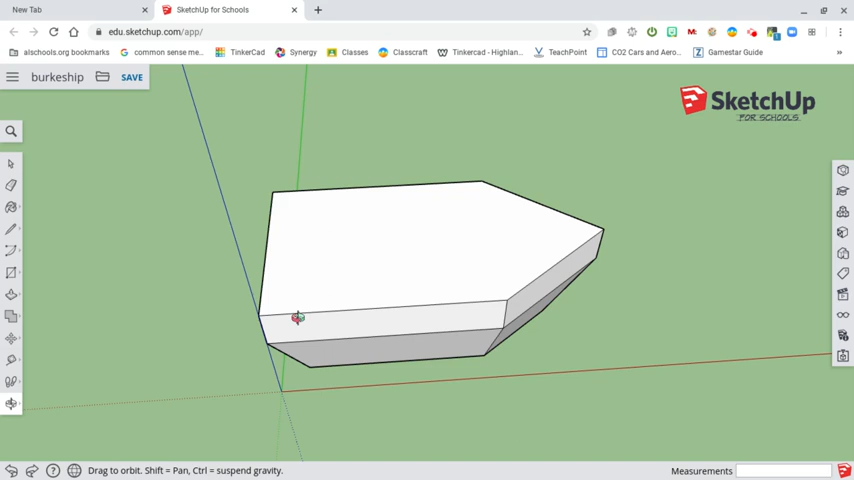 New Tab
SketchUp for Schools
edu.sketchup.com/app/
alschools.org bookmarks
common sense me...
TinkerCad
Synergy
Classes
Classcraft
Tinkercad - Highlan...
TeachPoint
CO2 Cars and Aero...
Gamestar Guide
burkeship
SAVE
SketchUp
FOR SCHOOLS
Drag to orbit. Shift = Pan, Ctrl = suspend gravity.
Measurements